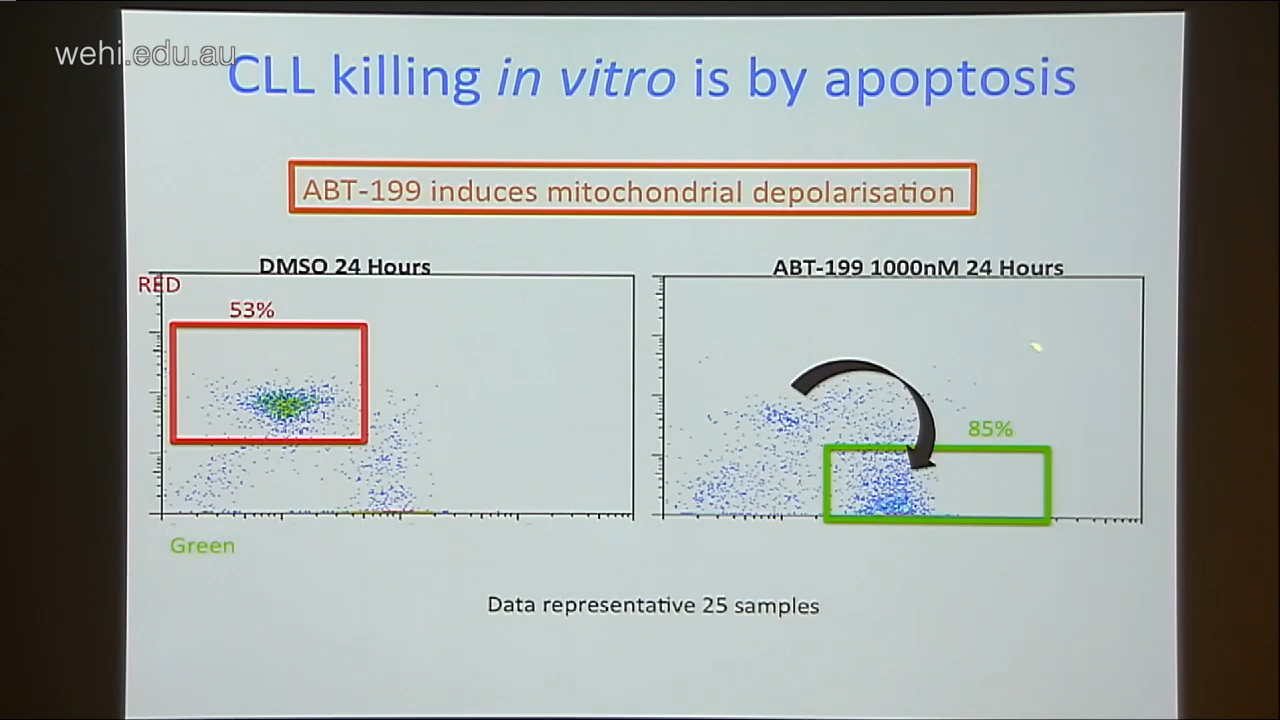 wehi.edu.au
CLL killing in vitro is by apoptosis
ABT-199 induces mitochondrial depolarisation
DMSO 24 Hours
ABT-199 1000nM 24 Hours
RED
53%
85%
Green
Data representative 25 samples